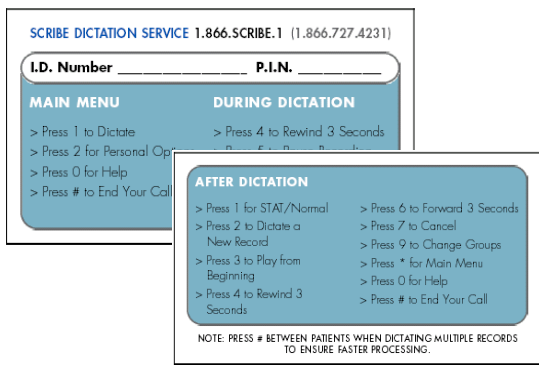 SCRIBE DICTATION SERVICE 1.866.SCRIBE.1 (1.866.727.4231)
I.D. Number ____________________ P.I.N. ____________
MAIN MENU
> Press 1 to Dictate
> Press 2 for Personal Op
> Press 0 for Help
> Press # to End Your Call
DURING DICTATION
> Press 4 to Rewind 3 Seconds
AFTER DICTATION
> Press 1 for STAT/Normal
> Press 2 to Dictate a
New Record
> Press 3 to Play from
Beginning
> Press 4 to Rewind 3
Seconds
> Press 6 to Forward 3 Seconds
> Press 7 to Cancel
> Press 9 to Change Groups
> Press * for Main Menu
> Press 0 for Help
> Press # to End Your Call
NOTE: PRESS # BETWEEN PATIENTS WHEN DICTATING MULTIPLE RECORDS
TO ENSURE FASTER PROCESSING.